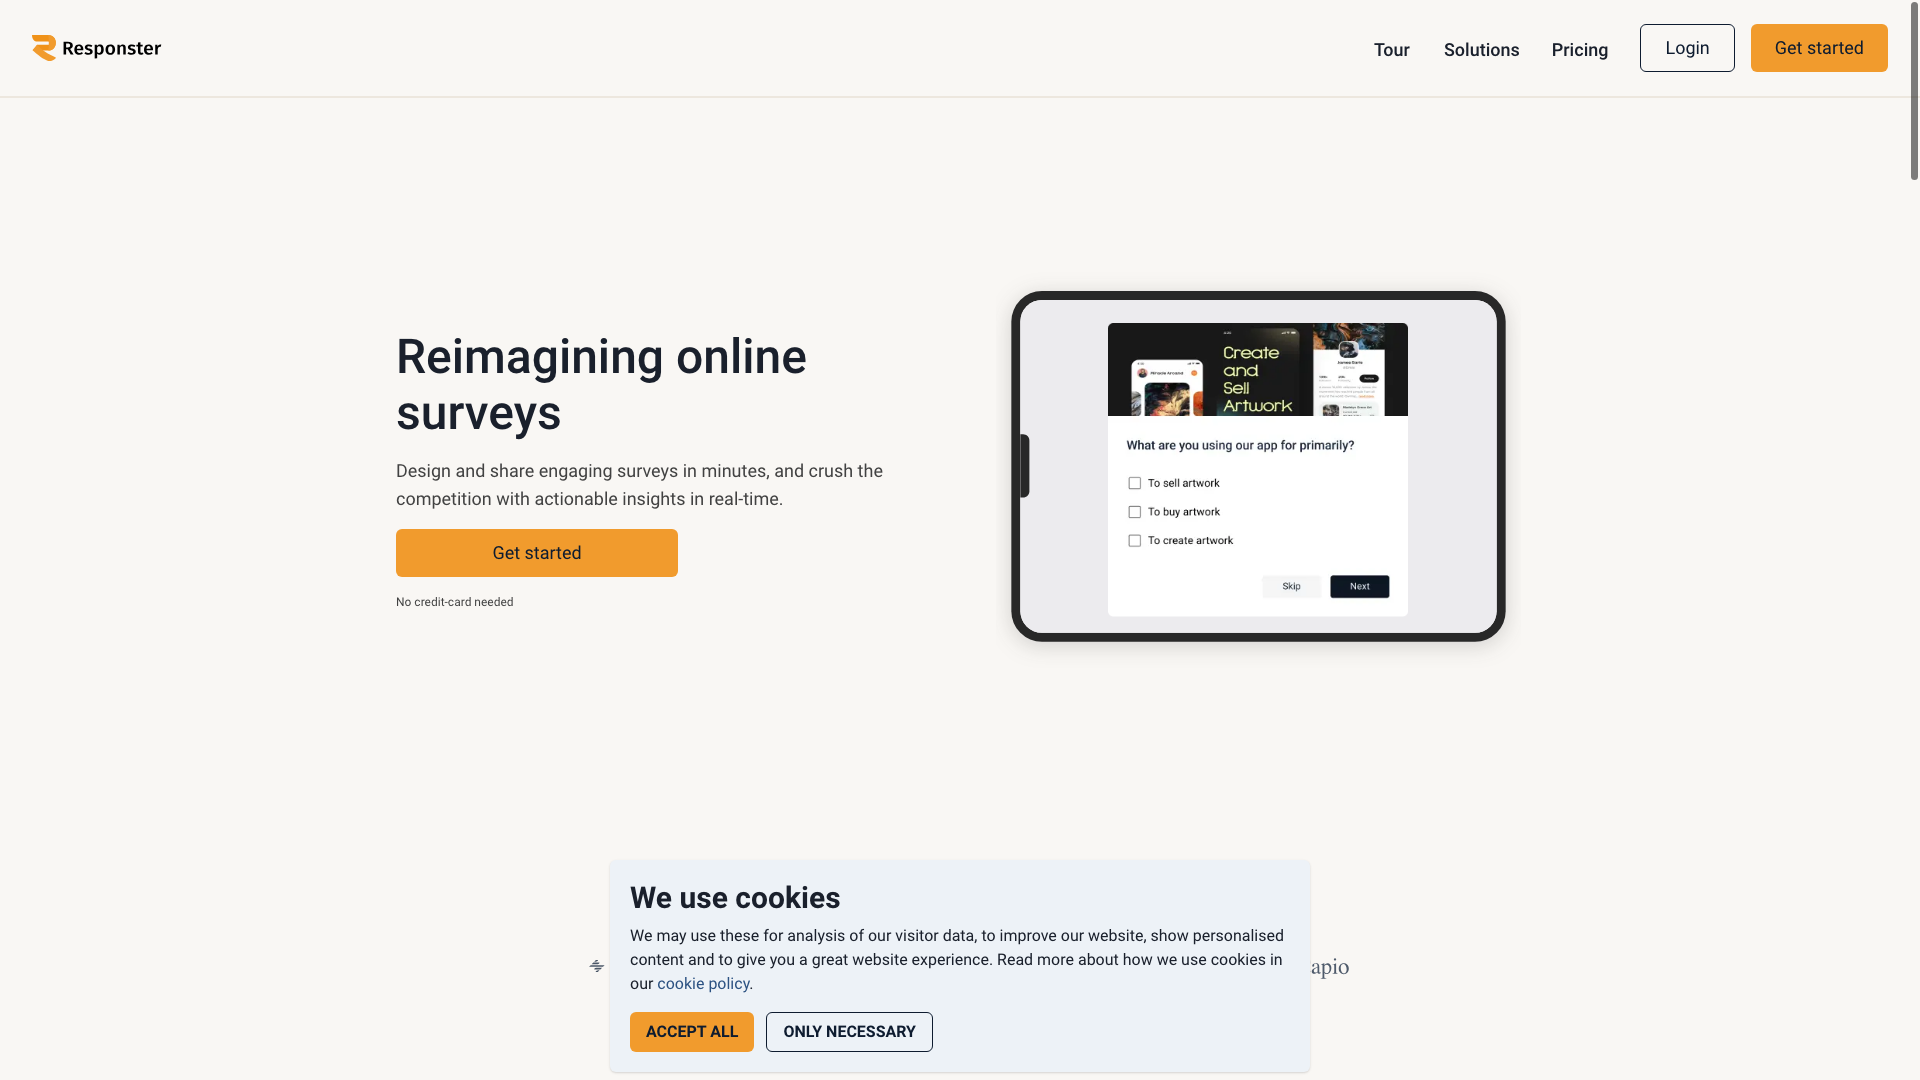 Responster
Tour
Solutions
Pricing
Login
Get started
Reimagining online
surveys
Design and share engaging surveys in minutes, and crush the
competition with actionable insights in real-time.
Get started
No credit-card needed
Create
and
Sell
Artwork
What are you using our app for primarily?
To sell artwork
To buy artwork
To create artwork
Skip
Next
We use cookies
We may use these for analysis of our visitor data, to improve our website, show personalised
content and to give you a great website experience. Read more about how we use cookies in
our cookie policy.
ACCEPT ALL
ONLY NECESSARY
apio